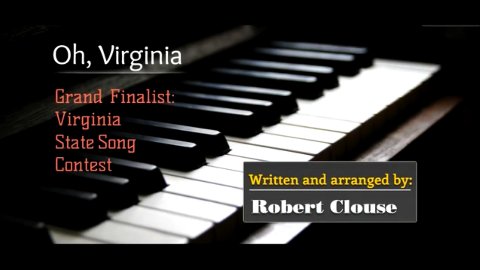 Oh, Virginia
Grand Finalist:
Virginia
State Song
Contest
Written and arranged by:
Robert Clouse